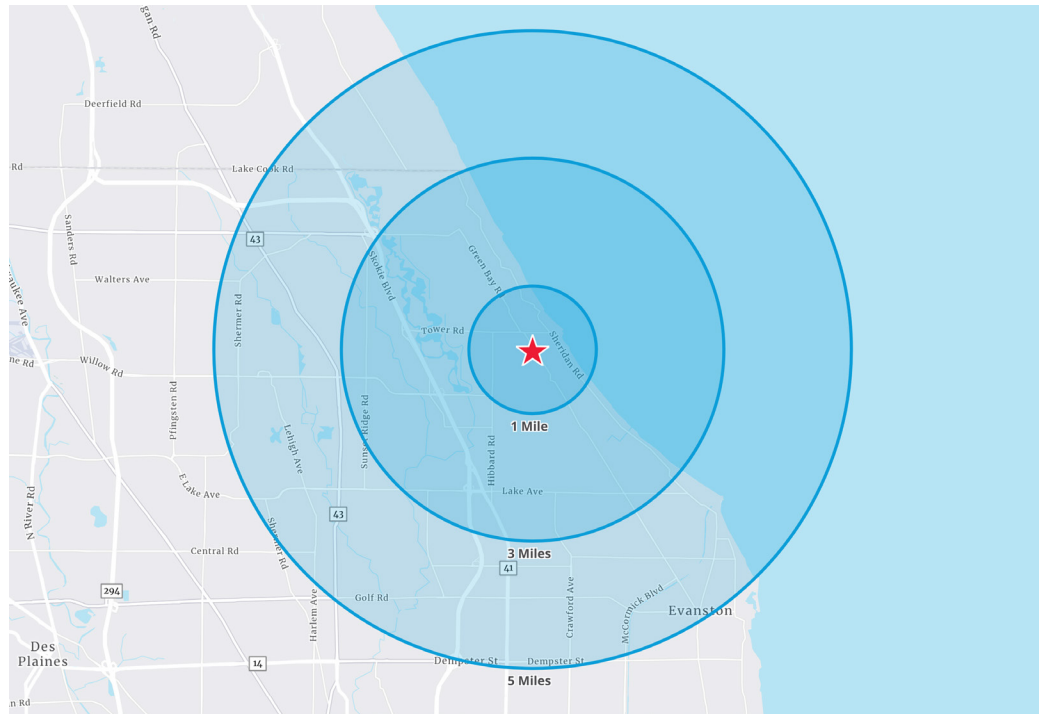 gan Rd
Deerfield Rd
Rd
Lake Cook Rd
Sanders Rd
43
Skokie Blvd
Green Bay R
Walters Ave
waukee Ave
Shermer Rd
Tower Rd
Sheridan Rd
ne Rd
Willow Rd
Pfingsten Rd
Sunset Ridge Rd
1 Mile
Lehigh Ave
Hibbard Rd
E Lake Ave
Lake Ave
N River Rd
43
Shermer Rd
Central Rd
3 Miles
41
294
Golf Rd
Harlem Ave
Crawford Ave
McCormick Blvd
Evanston
Des
Plaines
14
Dempster St
Dempster St
5 Miles
n Rd